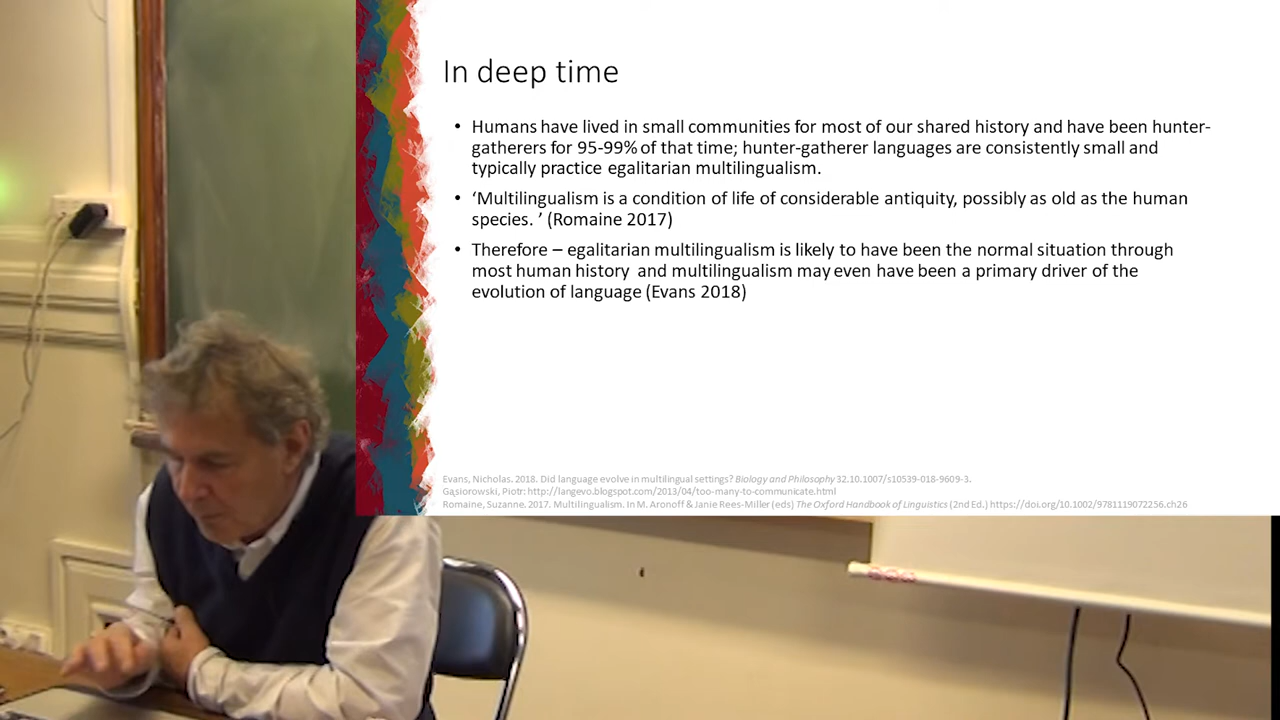 In deep time
• Humans have lived in small communities for most of our shared history and have been hunter-
gatherers for 95-99% of that time; hunter-gatherer languages are consistently small and
typically practice egalitarian multilingualism.
• ‘Multilingualism is a condition of life of considerable antiquity, possibly as old as the human
species. ’ (Romaine 2017)
• Therefore – egalitarian multilingualism is likely to have been the normal situation through
most human history and multilingualism may even have been a primary driver of the
evolution of language (Evans 2018)
Evans, Nicholas. 2018. Did language evolve in multilingual settings? Biology and Philosophy 32.10.1007/s10539-018-9609-3.
Gąsiorowski, Piotr: http://langevo.blogspot.com/2013/04/too-many-to-communicate.html
Romaine, Suzanne. 2017. Multilingualism. In M. Aronoff & Janie Rees-Miller (eds) The Oxford Handbook of Linguistics (2nd Ed.) https://doi.org/10.1002/9781119072256.ch26